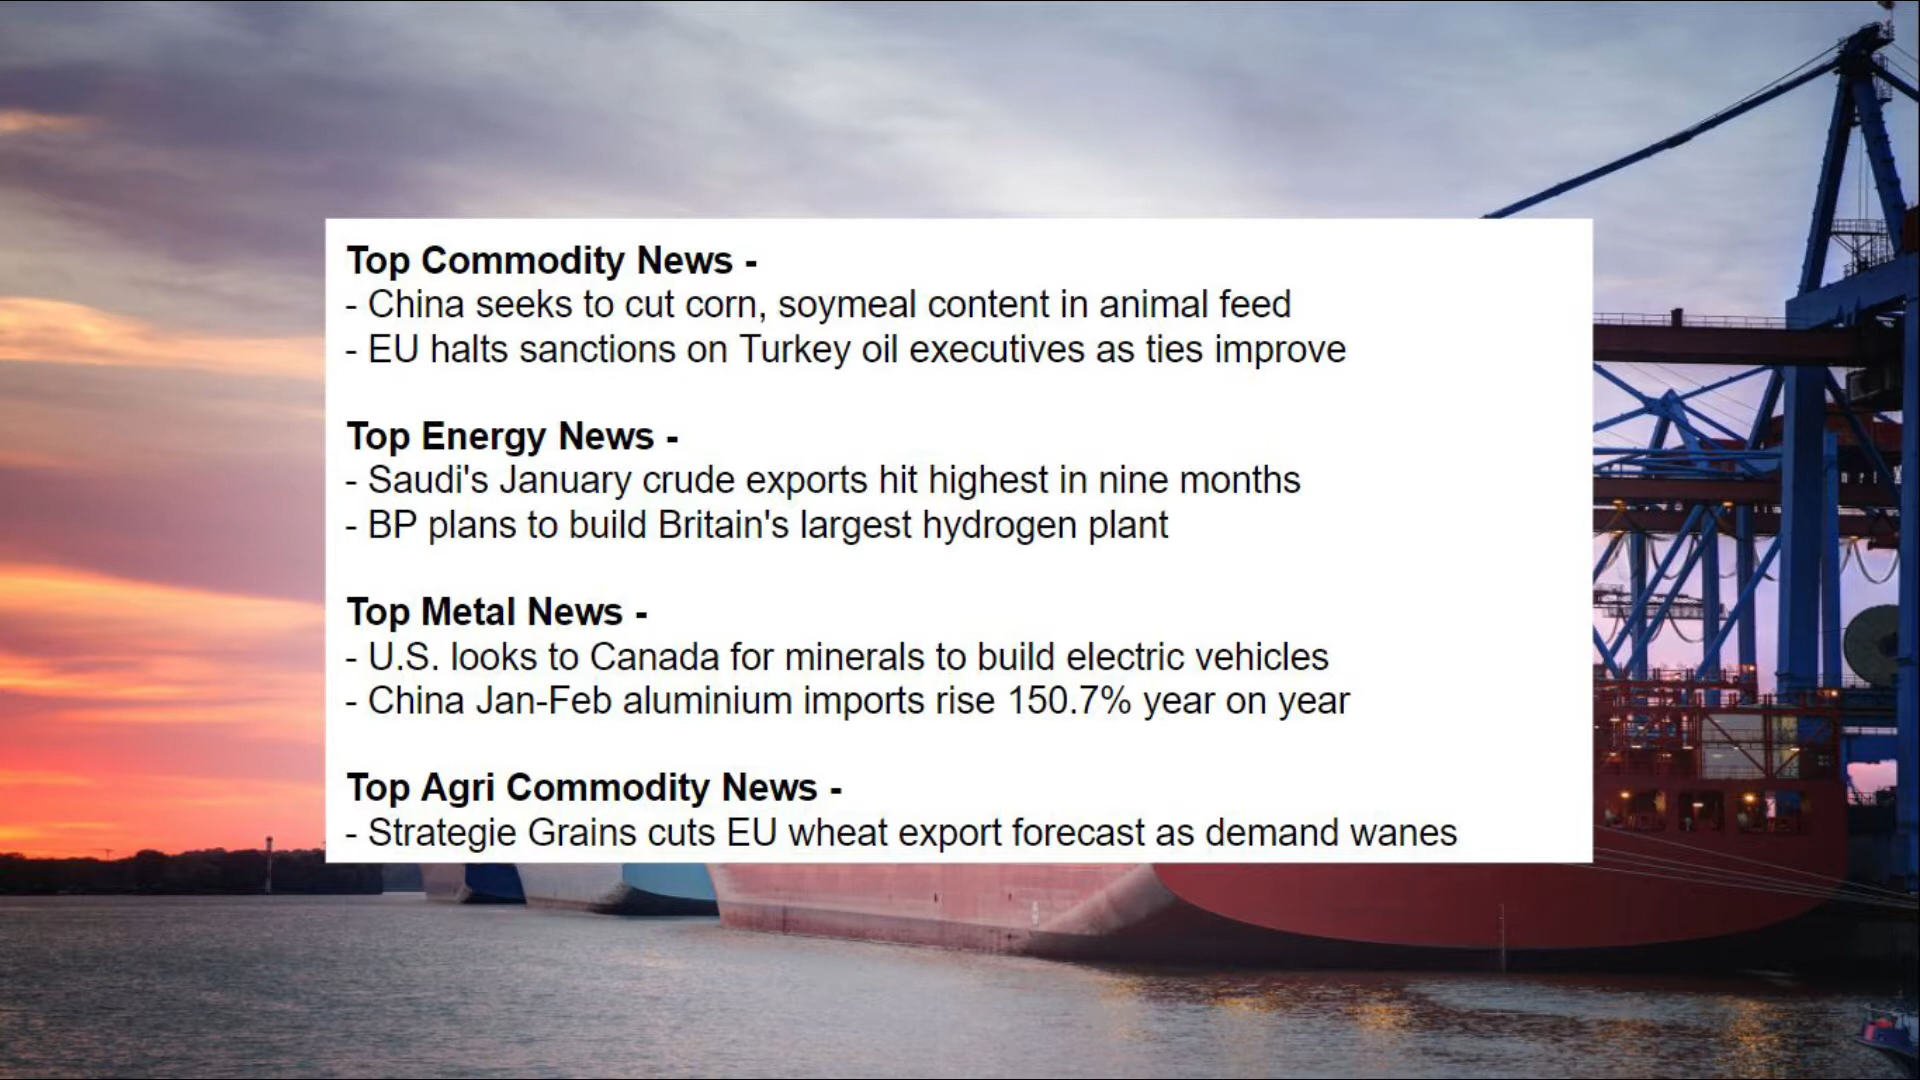 Top Commodity News -
- China seeks to cut corn, soymeal content in animal feed
- EU halts sanctions on Turkey oil executives as ties improve
Top Energy News -
- Saudi's January crude exports hit highest in nine months
- BP plans to build Britain's largest hydrogen plant
Top Metal News -
- U.S. looks to Canada for minerals to build electric vehicles
- China Jan-Feb aluminium imports rise 150.7% year on year
Top Agri Commodity News -
- Strategie Grains cuts EU wheat export forecast as demand wanes